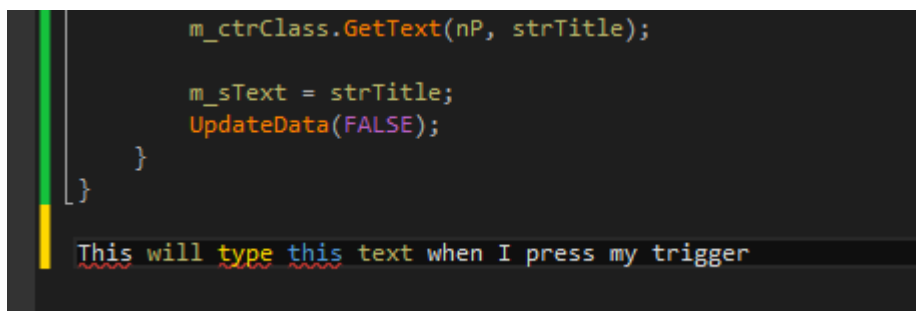 m_ctrClass.GetText(nP, strTitle);
m_sText = strTitle;
UpdateData(FALSE);
}
}
This will type this text when I press my trigger